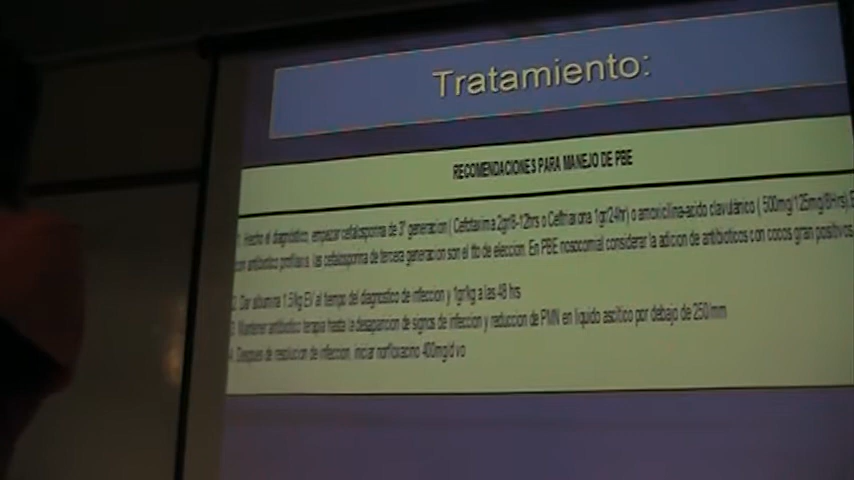 Tratamiento:
RECOMENDACIONES PARA MANEJO DE PBE
1. Hecho el diagnóstico, empezar cefalosporina de 3ª generacion ( Cefotaxima 2gr/8-12hrs o Ceftriaxona 1gr/24hr) o amoxicilina-acido clavulánico ( 500mg/125mg/8Hrs).
con antibiotico profilaxis las cefalosporina de tercera generacion son el tto de eleccion. En PBE nosocomial considerar la adicion de antibioticos con cocos gran positivos
2. Dar albumina 1.5/kg EV al tiempo del diagnostico de infeccion y 1gr/kg a las 48 hrs
3. Mantener antibiotico terapia hasta la desaparicion de signos de infeccion y reduccion de PMN en liquido ascitico por debajo de 250/mm
4. Despues de resolucion de infeccion, iniciar norfloxacino 400mg/d vo